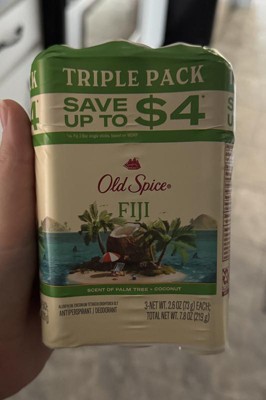 TRIPLE PACK
SAVE UP TO $4*
Old Spice®
FIJI
SCENT OF PALM TREE + COCONUT
ANTIPERSPIRANT / DEODORANT
3-NET WT. 2.6 OZ (73 g) EACH;
TOTAL NET WT. 7.8 OZ (219 g)